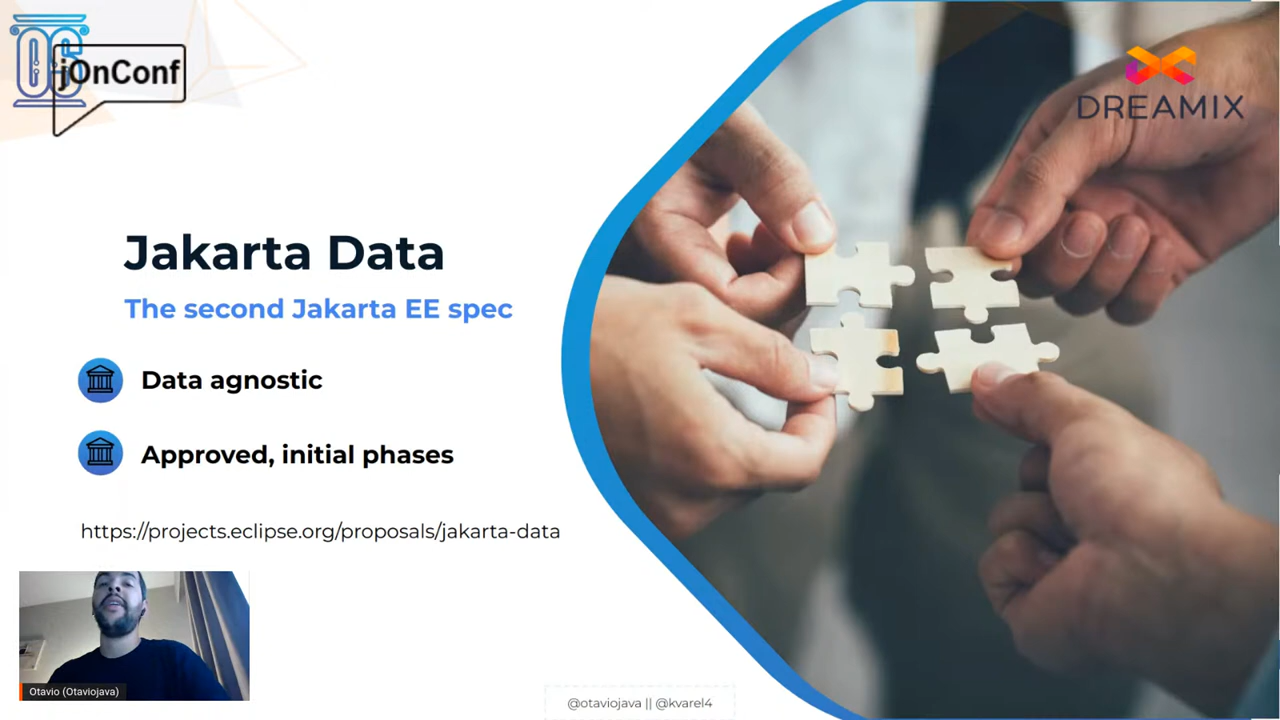 OS
jOnConf
DREAMIX
Jakarta Data
The second Jakarta EE spec
Data agnostic
Approved, initial phases
https://projects.eclipse.org/proposals/jakarta-data
Otavio (Otaviojava)
@otaviojava || @kvarel4